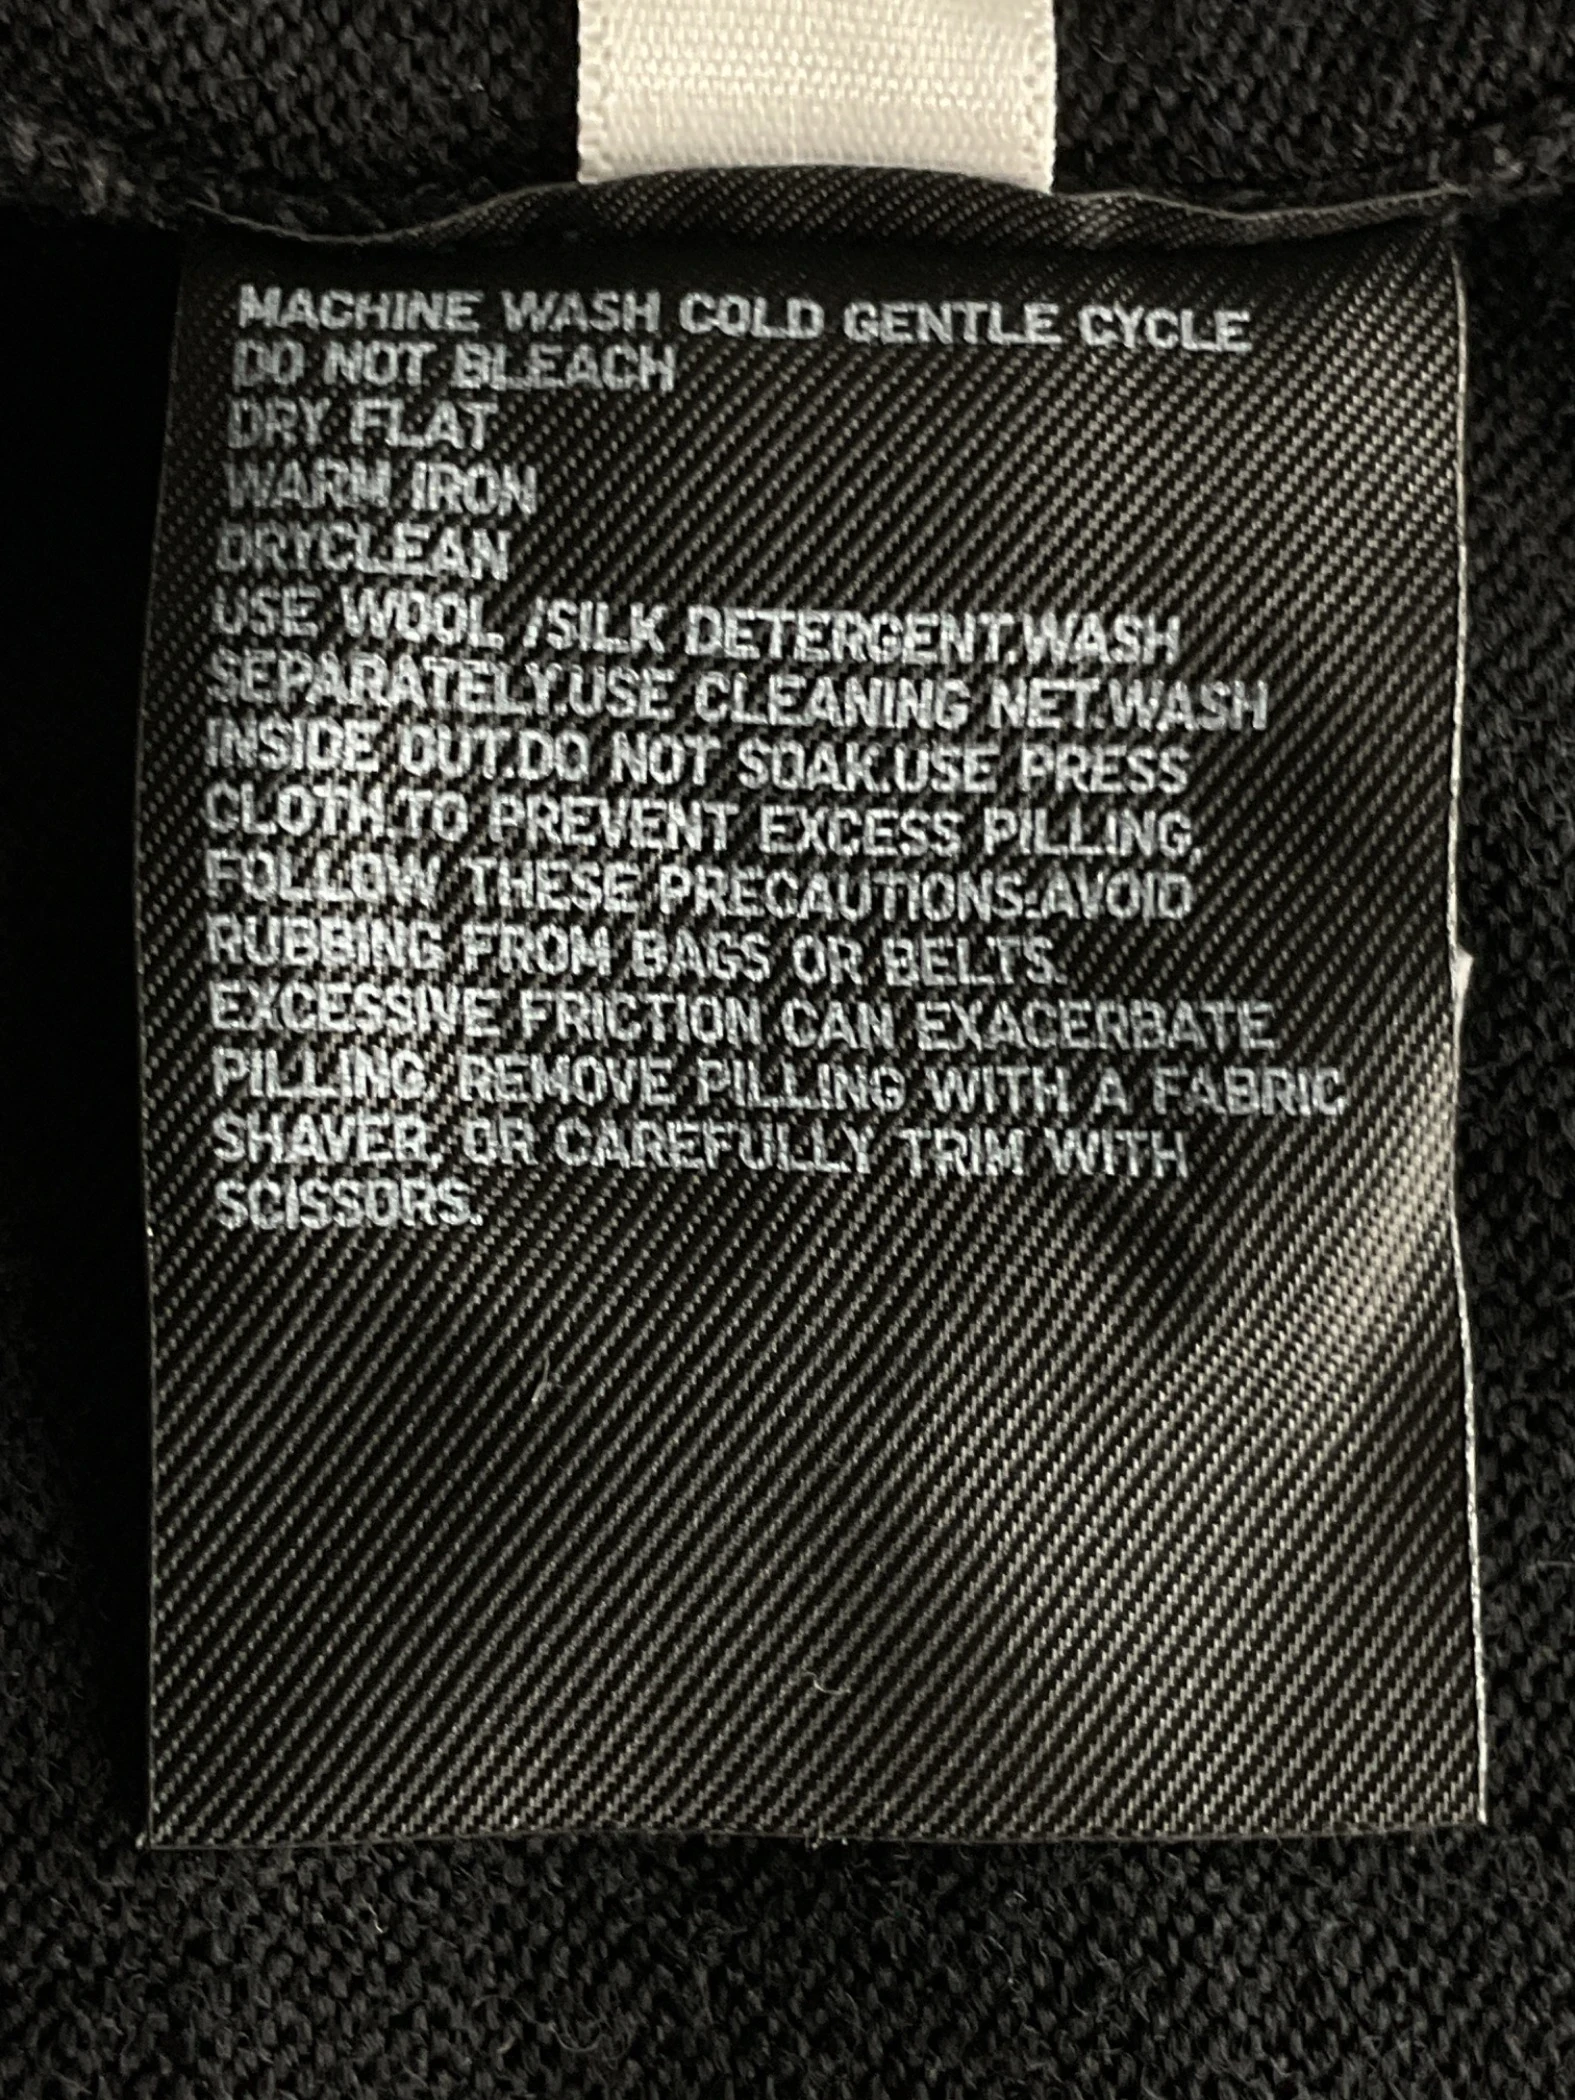 MACHINE WASH COLD GENTLE CYCLE
DO NOT BLEACH
DRY FLAT
WARM IRON
DRYCLEAN
USE WOOL /SILK DETERGENT.WASH
SEPARATELY.USE CLEANING NET.WASH
INSIDE OUT.DO NOT SOAK.USE PRESS
CLOTH.TO PREVENT EXCESS PILLING,
FOLLOW THESE PRECAUTIONS:AVOID
RUBBING FROM BAGS OR BELTS.
EXCESSIVE FRICTION CAN EXACERBATE
PILLING, REMOVE PILLING WITH A FABRIC
SHAVER, OR CAREFULLY TRIM WITH
SCISSORS.